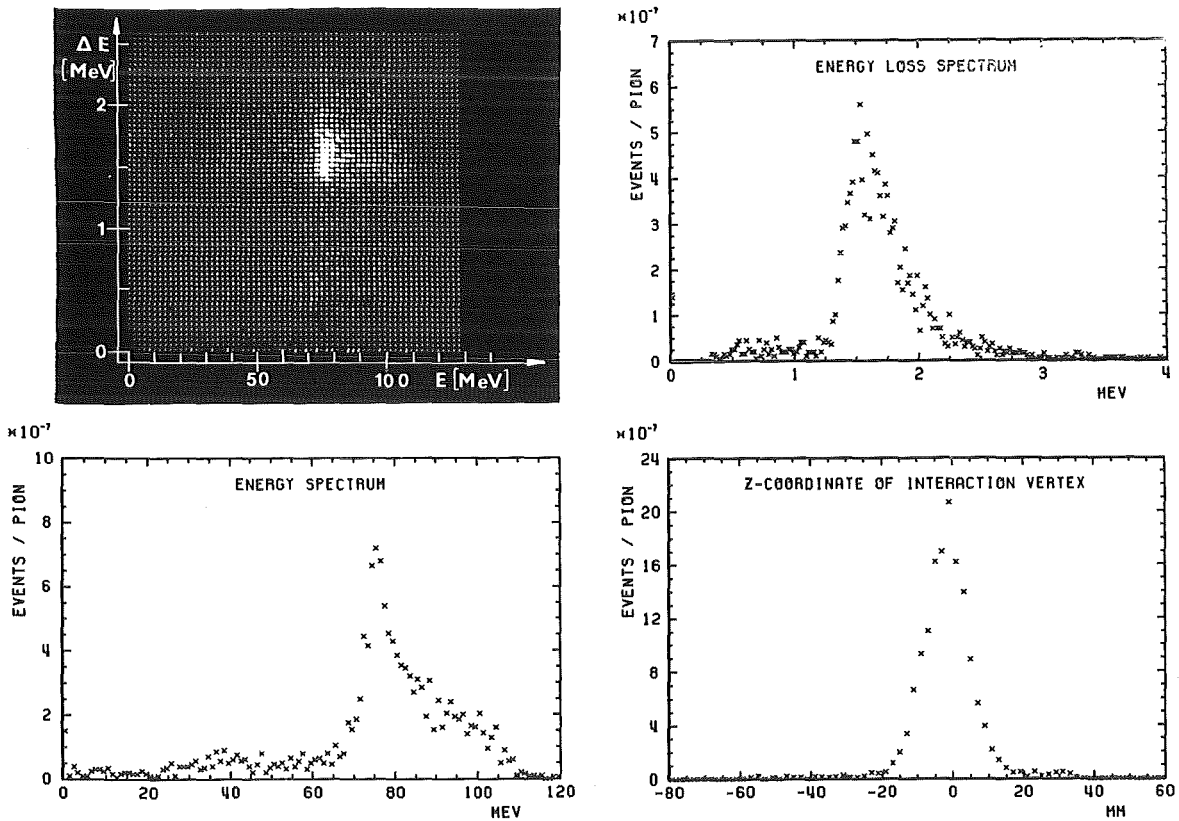 ΔE
[MeV]
2
1
0
0 50 100 E [MeV]
×10⁻⁷
ENERGY LOSS SPECTRUM
EVENTS / PION
7
6
5
4
3
2
1
0
0 1 2 3 4
MEV
×10⁻⁷
ENERGY SPECTRUM
EVENTS / PION
10
8
6
4
2
0
0 20 40 60 80 100 120
MEV
×10⁻⁷
Z-COORDINATE OF INTERACTION VERTEX
EVENTS / PION
24
20
16
12
8
4
0
-80 -60 -40 -20 0 20 40 60
MM